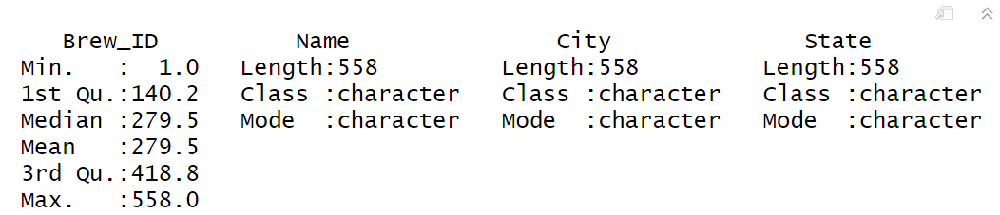 Brew_ID Name City State
Min. : 1.0 Length:558 Length:558 Length:558
1st Qu.:140.2 Class :character Class :character Class :character
Median :279.5 Mode :character Mode :character Mode :character
Mean :279.5
3rd Qu.:418.8
Max. :558.0